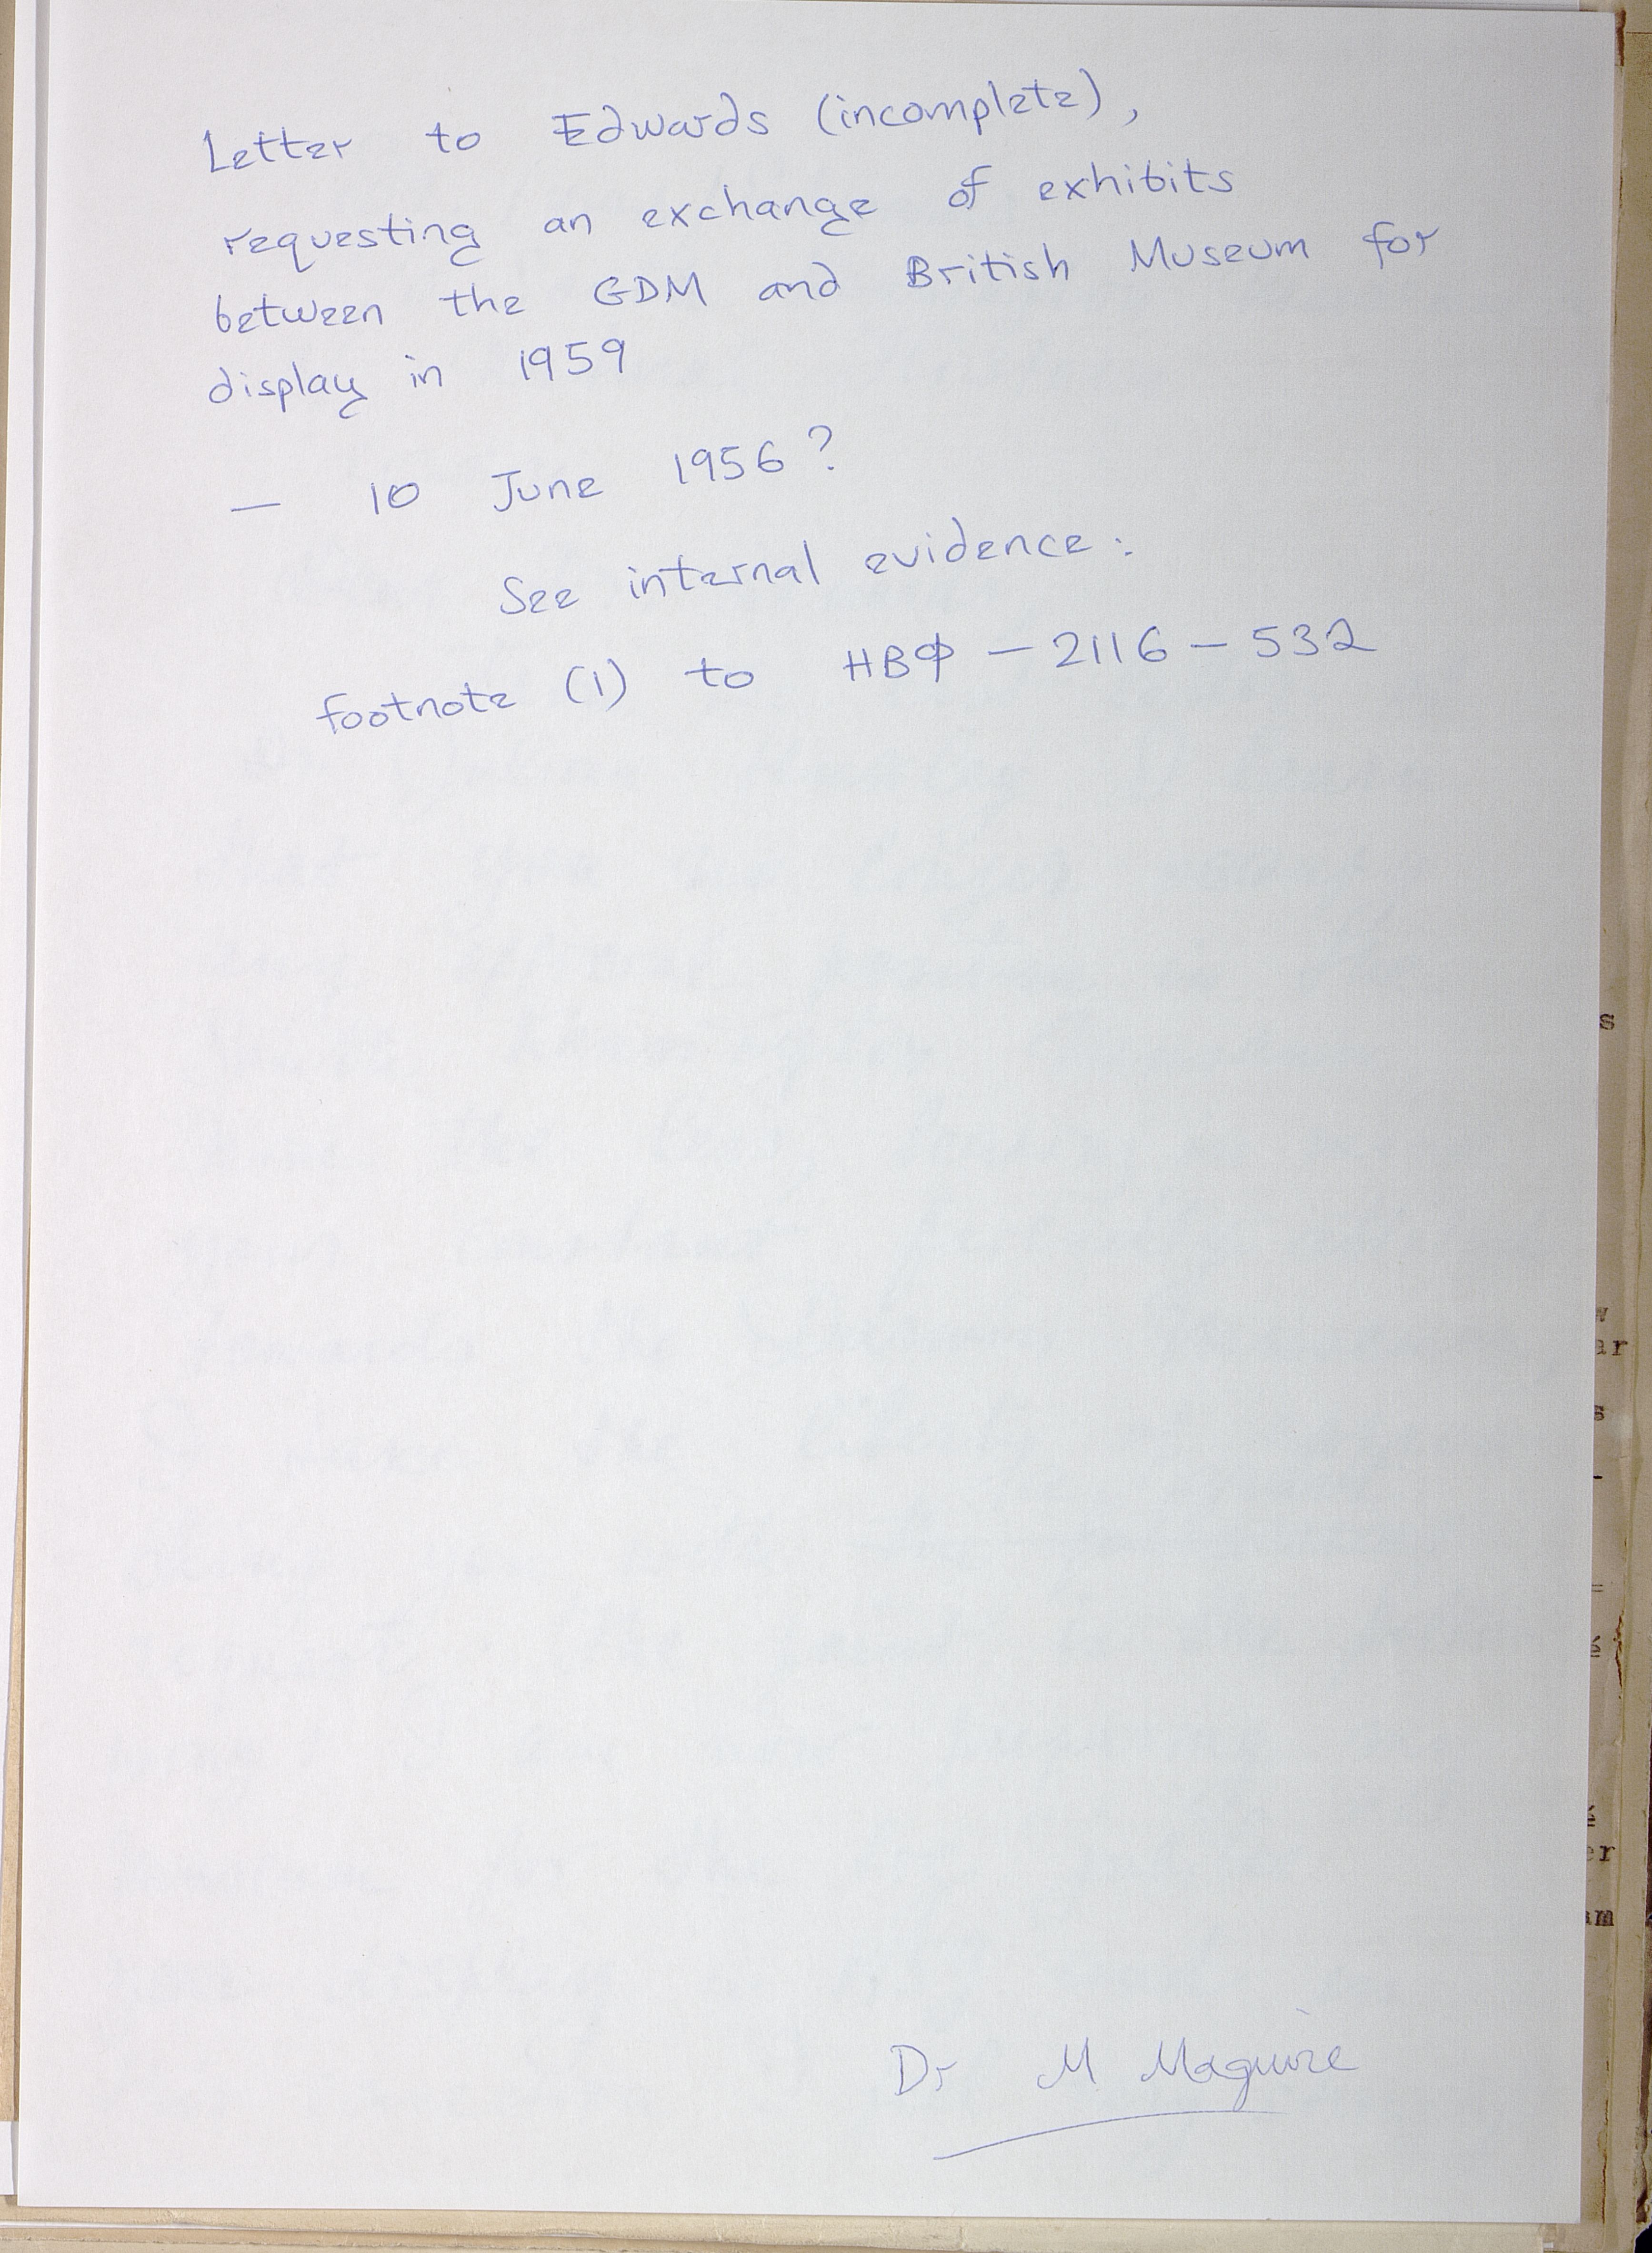 Letter to Edwards (incomplete),
requesting an exchange of exhibits
between the GDM and British Museum for
display in 1959
— 10 June 1956?
See internal evidence:
footnote (1) to НВФ - 2116 - 532
Dr M Maguire